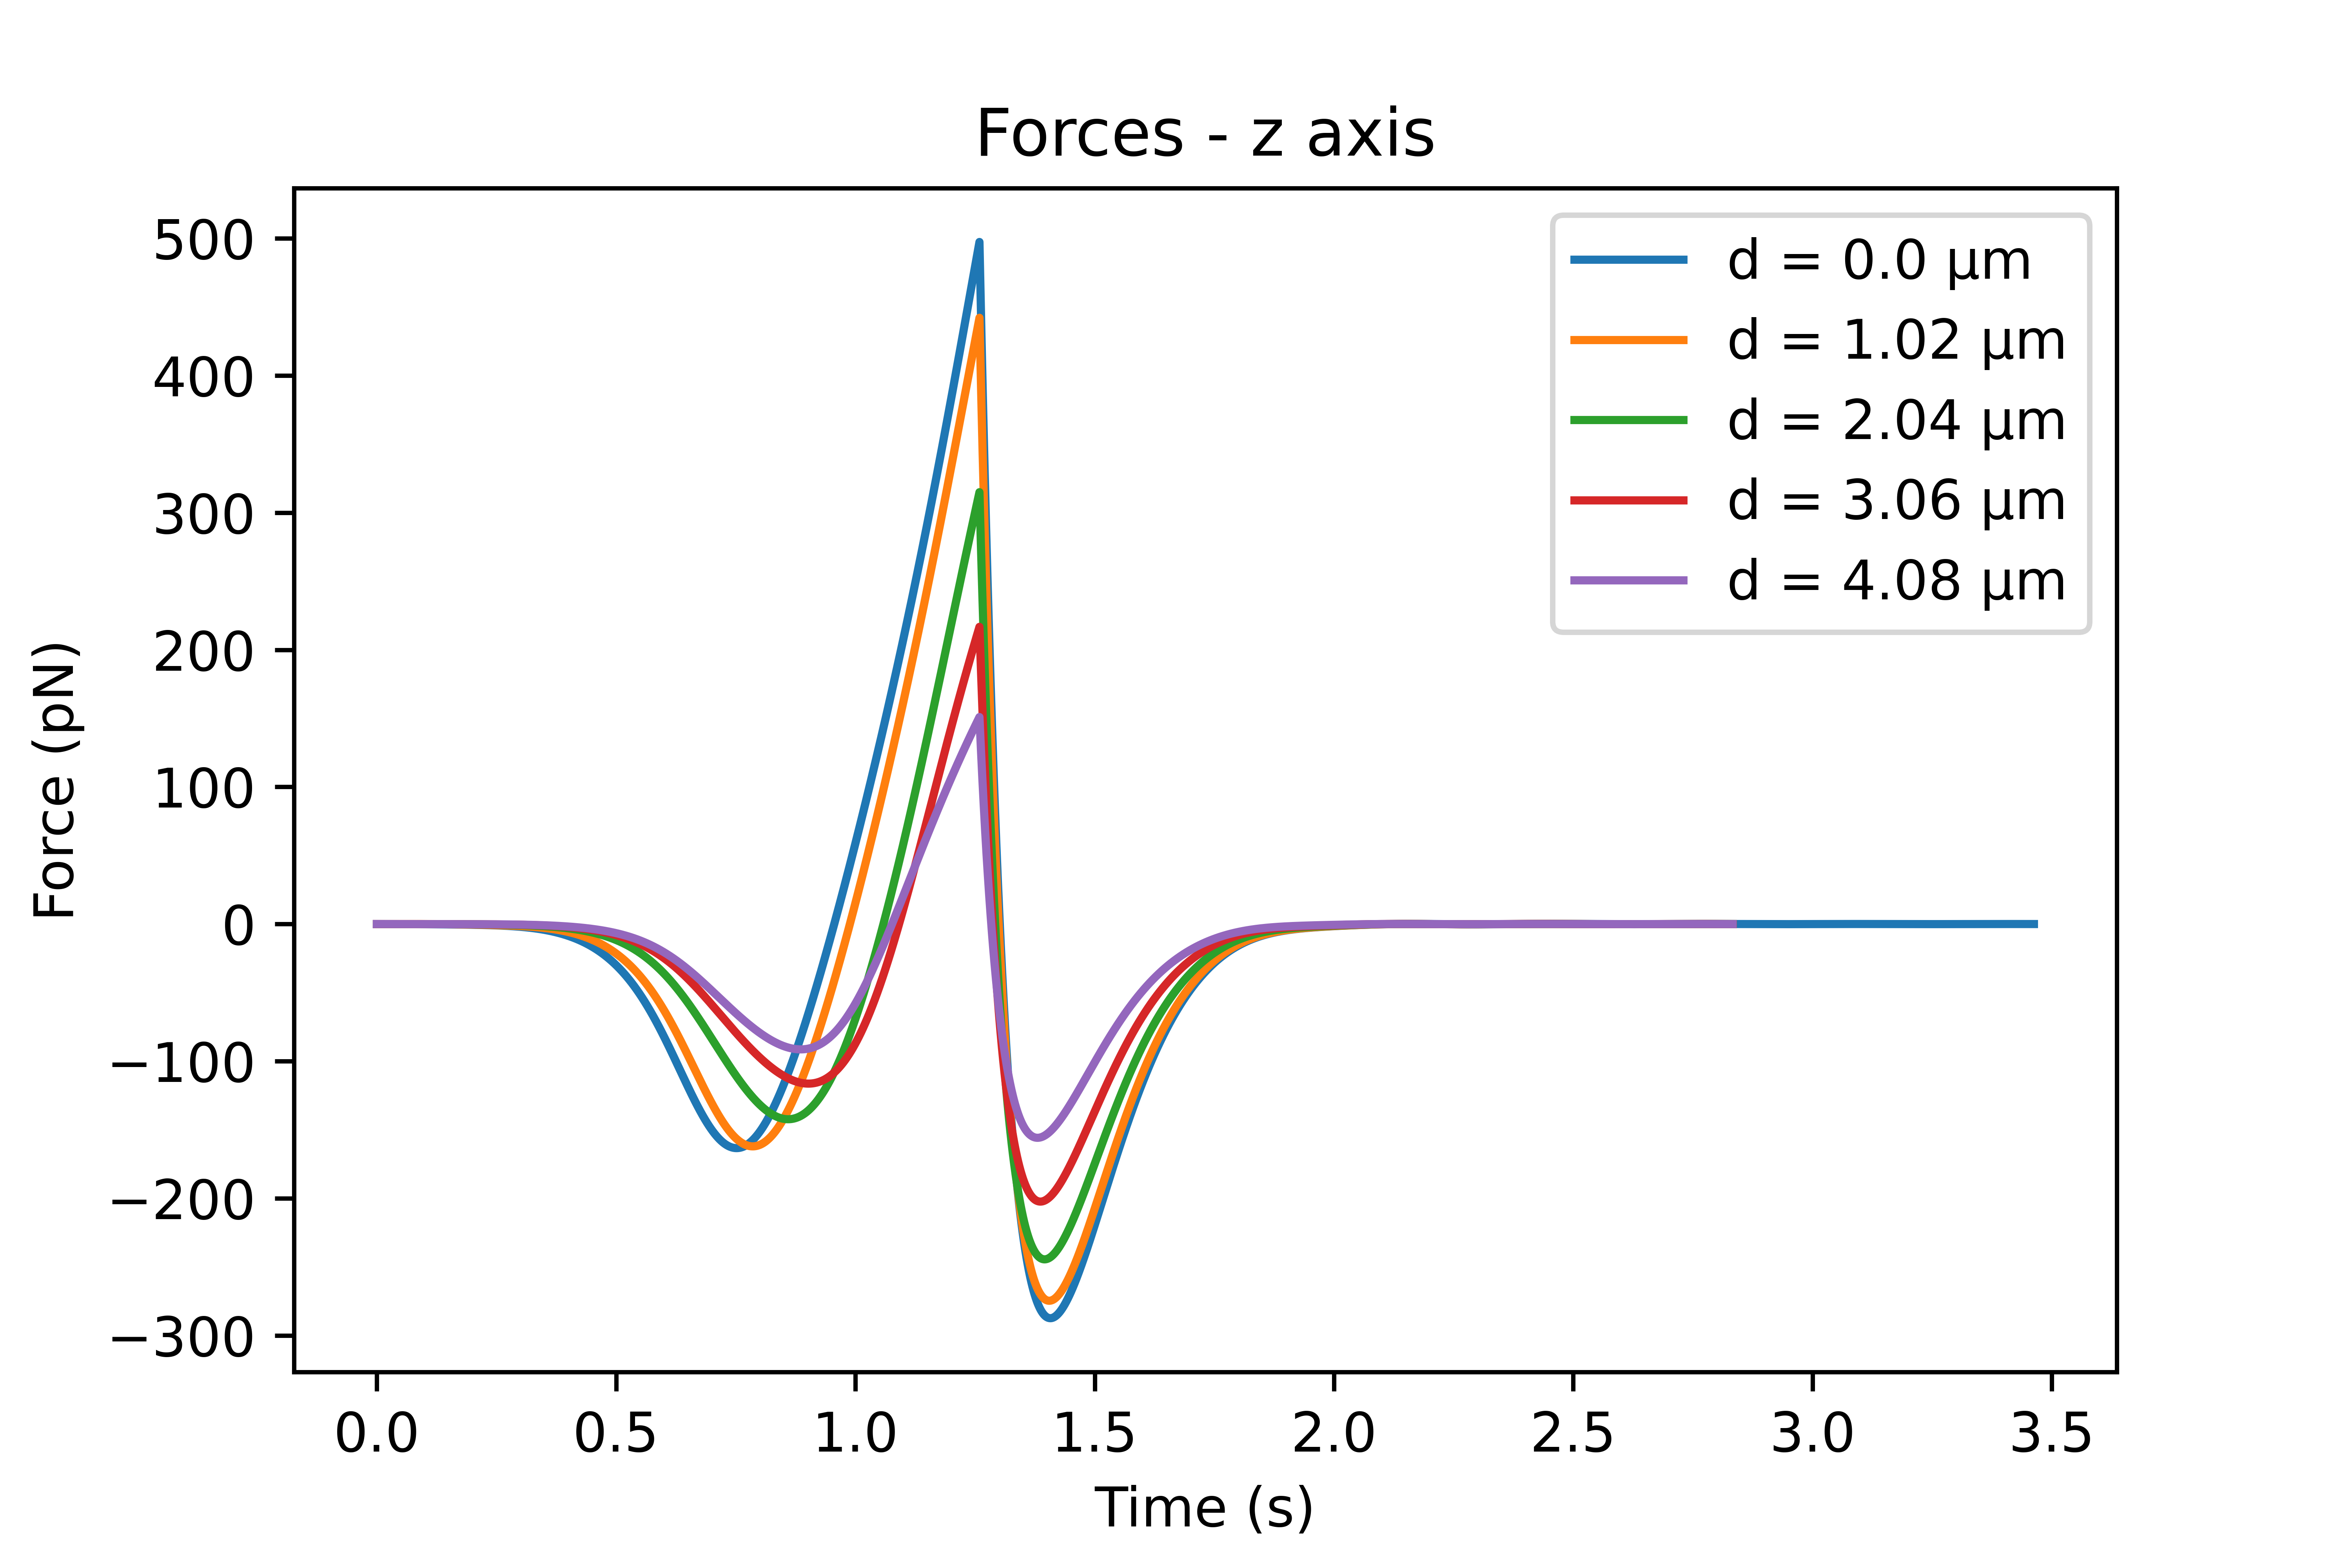 Forces - z axis
500
400
300
200
100
0
−100
−200
−300
Force (pN)
d = 0.0 μm
d = 1.02 μm
d = 2.04 μm
d = 3.06 μm
d = 4.08 μm
0.0 0.5 1.0 1.5 2.0 2.5 3.0 3.5
Time (s)